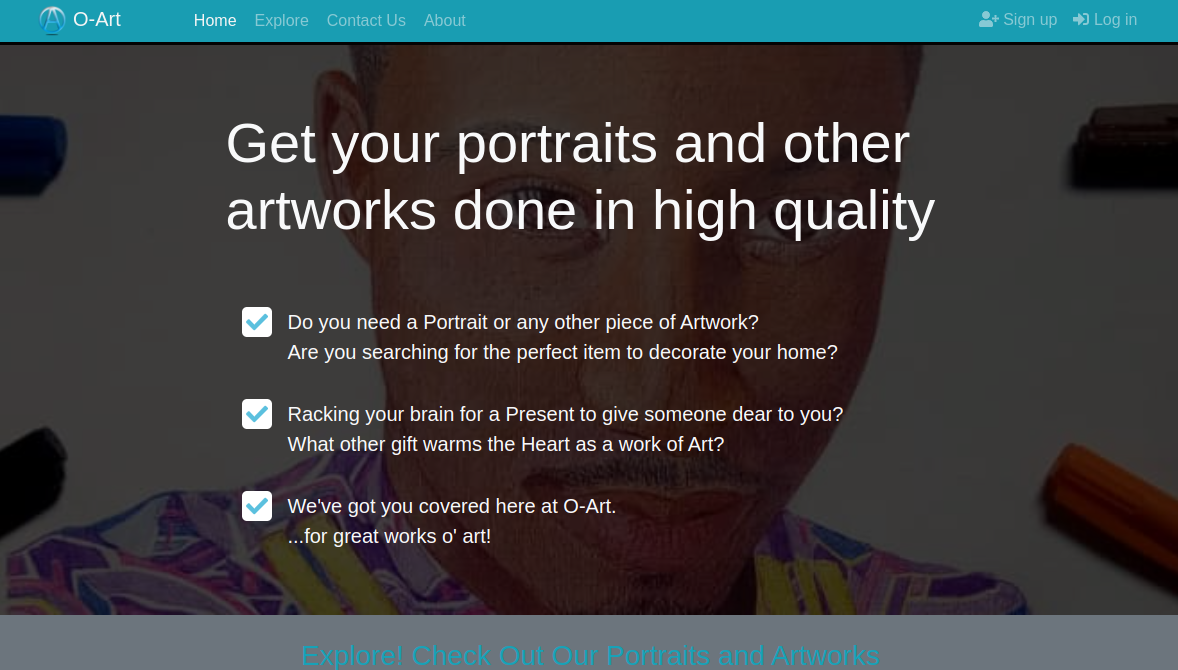 O-Art
Home Explore Contact Us About
Sign up Log in
Get your portraits and other
artworks done in high quality
Do you need a Portrait or any other piece of Artwork?
Are you searching for the perfect item to decorate your home?
Racking your brain for a Present to give someone dear to you?
What other gift warms the Heart as a work of Art?
We've got you covered here at O-Art.
...for great works o' art!
Explore! Check Out Our Portraits and Artworks